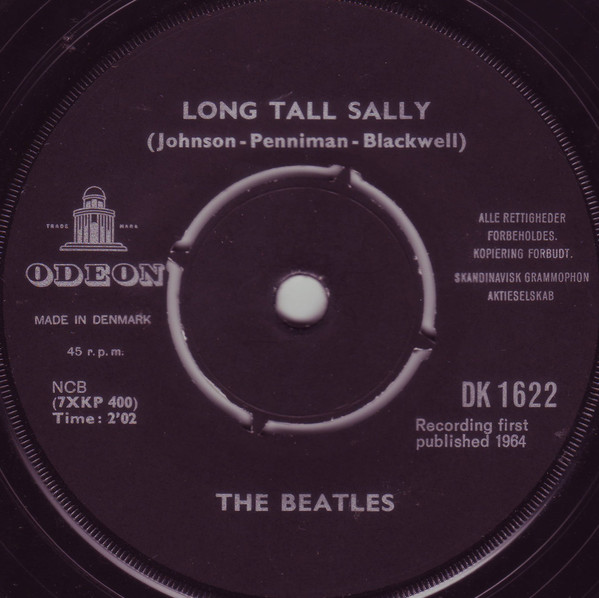 LONG TALL SALLY
(Johnson - Penniman - Blackwell)
TRADE MARK
ODEON
MADE IN DENMARK
45 r.p.m.
NCB
(7XKP 400)
Time: 2'02
ALLE RETTIGHEDER
FORBEHOLDES.
KOPIERING FORBUDT.
SKANDINAVISK GRAMMOPHON
AKTIESELSKAB
DK 1622
Recording first
published 1964
THE BEATLES